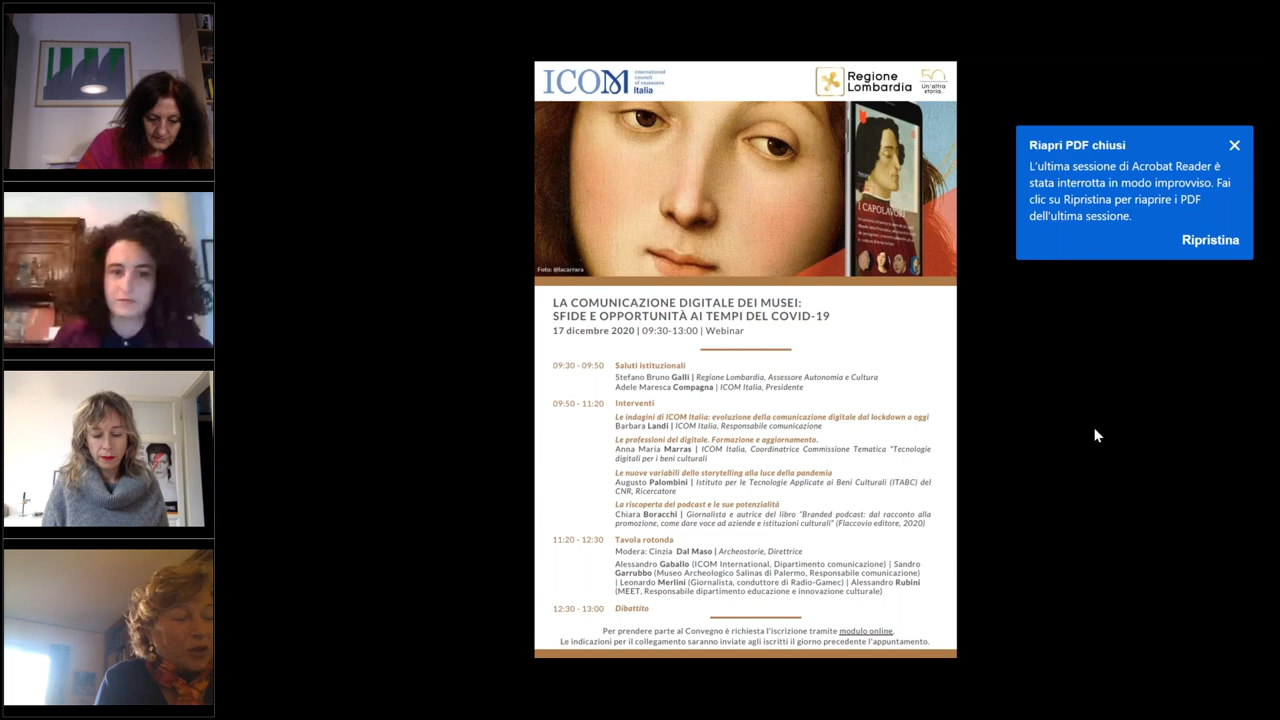 ICOM
international
council
of museums
Italia
Regione
Lombardia
50
Un'altra
storia.
I CAPOLAVORI
Foto: @lacarrara
LA COMUNICAZIONE DIGITALE DEI MUSEI:
SFIDE E OPPORTUNITÀ AI TEMPI DEL COVID-19
17 dicembre 2020 | 09:30-13:00 | Webinar
09:30 - 09:50 Saluti istituzionali
Stefano Bruno Galli | Regione Lombardia, Assessore Autonomia e Cultura
Adele Maresca Compagna | ICOM Italia, Presidente
09:50 - 11:20 Interventi
Le indagini di ICOM Italia: evoluzione della comunicazione digitale dal lockdown a oggi
Barbara Landi | ICOM Italia, Responsabile comunicazione
Le professioni del digitale. Formazione e aggiornamento.
Anna Maria Marras | ICOM Italia, Coordinatrice Commissione Tematica "Tecnologie
digitali per i beni culturali
Le nuove variabili dello storytelling alla luce della pandemia
Augusto Palombini | Istituto per le Tecnologie Applicate ai Beni Culturali (ITABC) del
CNR, Ricercatore
La riscoperta del podcast e le sue potenzialità
Chiara Boracchi | Giornalista e autrice del libro "Branded podcast: dal racconto alla
promozione, come dare voce ad aziende e istituzioni culturali" (Flaccovio editore, 2020)
11:20 - 12:30 Tavola rotonda
Modera: Cinzia Dal Maso | Archeostorie, Direttrice
Alessandro Gaballo (ICOM International, Dipartimento comunicazione) | Sandro
Garrubbo (Museo Archeologico Salinas di Palermo, Responsabile comunicazione)
| Leonardo Merlini (Giornalista, conduttore di Radio-Gamec) | Alessandro Rubini
(MEET, Responsabile dipartimento educazione e innovazione culturale)
12:30 - 13:00 Dibattito
Per prendere parte al Convegno è richiesta l'iscrizione tramite modulo online.
Le indicazioni per il collegamento saranno inviate agli iscritti il giorno precedente l'appuntamento.
Riapri PDF chiusi
L'ultima sessione di Acrobat Reader è
stata interrotta in modo improvviso. Fai
clic su Ripristina per riaprire i PDF
dell'ultima sessione.
Ripristina